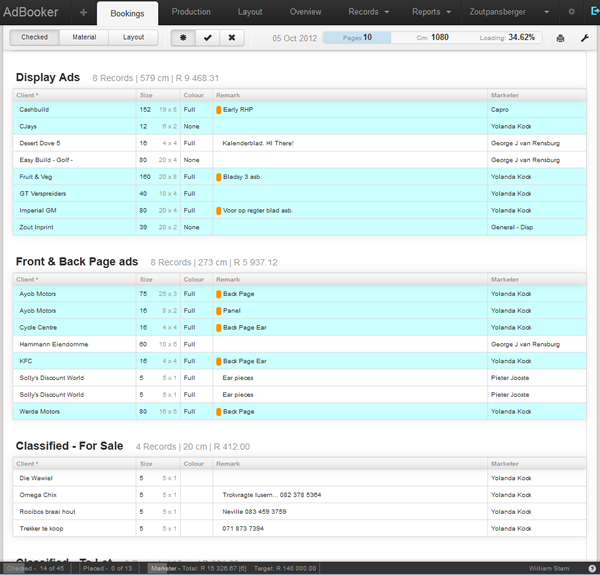 AdBooker + Bookings Production Layout Overview Records Reports Zoutpansberger
Checked Material Layout 05 Oct 2012 Pages: 10 Cm: 1080 Loading: 34.62%
Display Ads 8 Records | 579 cm | R 9 468.31
Client * Size Colour Remark Marketer
Cashbuild 152 19 x 8 Full Early RHP Capro
CJays 12 6 x 2 None Yolanda Kock
Desert Dove 5 16 4 x 4 Full Kalenderblad. HI There! George J van Rensburg
Easy Build - Golf - 80 20 x 4 None George J van Rensburg
Fruit & Veg 160 20 x 8 Full Bladsy 3 asb. Yolanda Kock
GT Verspreiders 40 10 x 4 Full Yolanda Kock
Imperial GM 80 20 x 4 Full Voor op regter blad asb. Yolanda Kock
Zout Inprint 39 20 x 2 None General - Disp
Front & Back Page ads 8 Records | 273 cm | R 5 937.12
Client * Size Colour Remark Marketer
Ayob Motors 75 25 x 3 Full Back Page Yolanda Kock
Ayob Motors 16 8 x 2 Full Panel Yolanda Kock
Cycle Centre 16 4 x 4 Full Back Page Ear Yolanda Kock
Hammann Eiendomme 60 10 x 6 Full George J van Rensburg
KFC 16 4 x 4 Full Back Page Ear Yolanda Kock
Solly's Discount World 5 5 x 1 Full Ear pieces Pieter Jooste
Solly's Discount World 5 5 x 1 Full Ear pieces Pieter Jooste
Werda Motors 80 16 x 5 Full Back Page Yolanda Kock
Classified - For Sale 4 Records | 20 cm | R 412.00
Client * Size Colour Remark Marketer
Die Wawiel 5 5 x 1 Yolanda Kock
Omega Chix 5 5 x 1 Trokvragte lusern... 082 378 5364 Yolanda Kock
Rooibos braai hout 5 5 x 1 Neville 083 459 3759 Yolanda Kock
Trekker te koop 5 5 x 1 071 873 7394 Yolanda Kock
Classified - To Let
Checked - 14 of 45 Placed - 0 of 13 Marketer - Total: R 15 326.67 [6] Target: R 140 000.00 William Stam